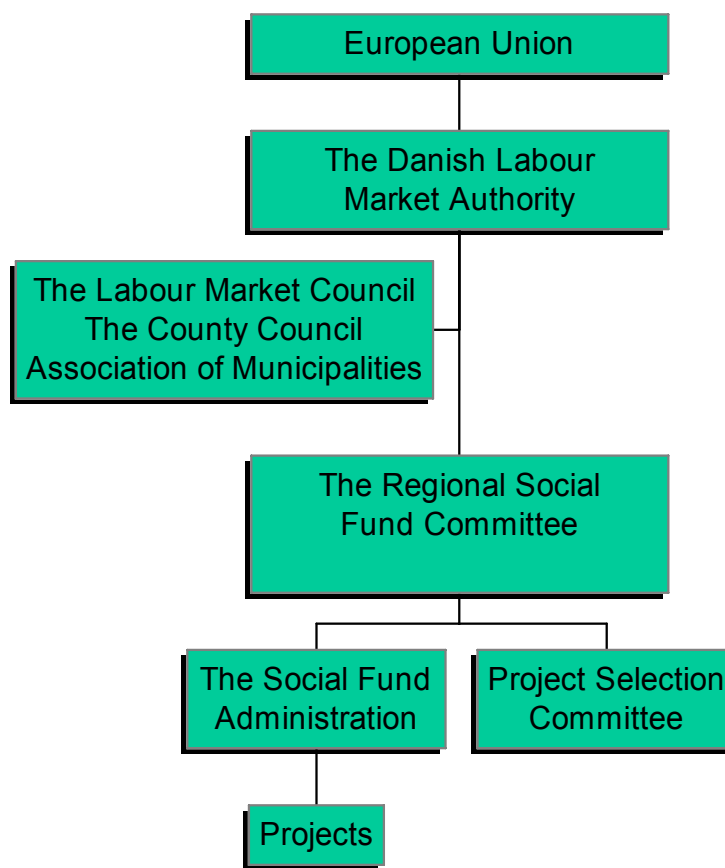 European Union
The Danish Labour
Market Authority
The Labour Market Council
The County Council
Association of Municipalities
The Regional Social
Fund Committee
The Social Fund
Administration
Project Selection
Committee
Projects